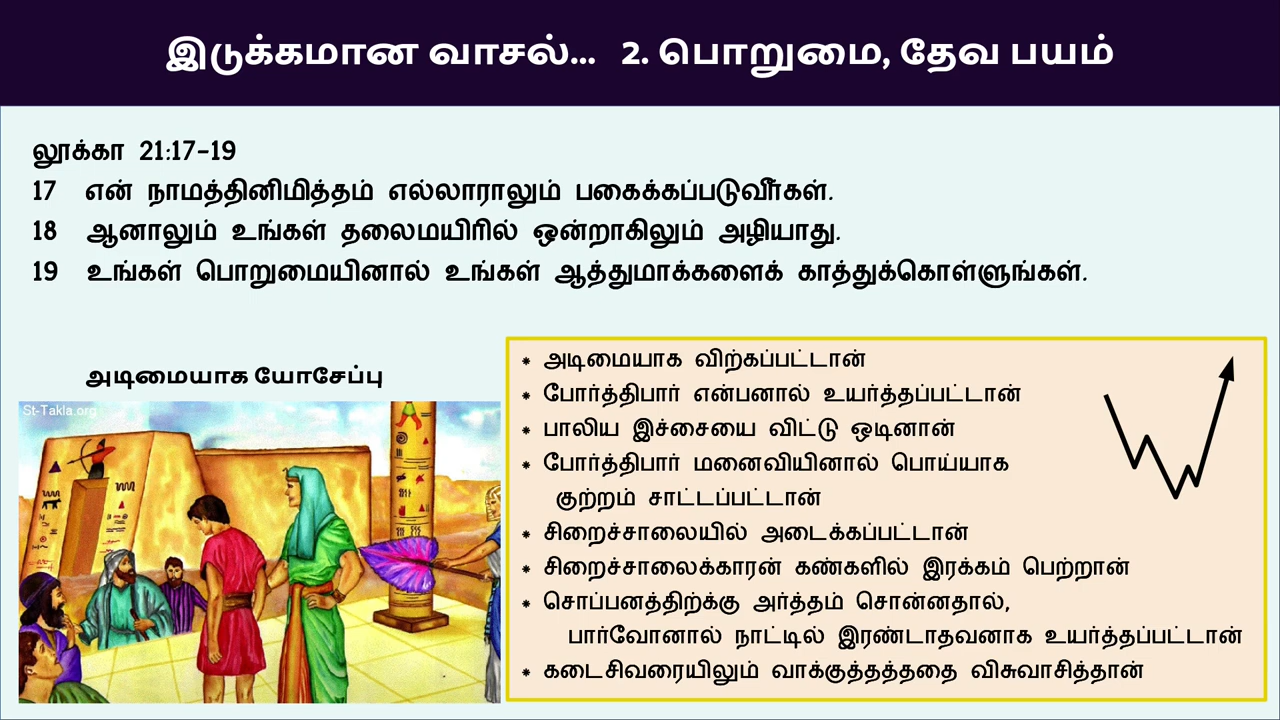 இடுக்கமான வாசல்... 2. பொறுமை, தேவ பயம்
லூக்கா 21:17-19
17 என் நாமத்தினிமித்தம் எல்லாராலும் பகைக்கப்படுவீர்கள்.
18 ஆனாலும் உங்கள் தலைமயிரில் ஒன்றாகிலும் அழியாது.
19 உங்கள் பொறுமையினால் உங்கள் ஆத்துமாக்களைக் காத்துக்கொள்ளுங்கள்.
அடிமையாக யோசேப்பு
St-Takla.org
* அடிமையாக விற்கப்பட்டான்
* போர்த்திபார் என்பனால் உயர்த்தப்பட்டான்
* பாலிய இச்சையை விட்டு ஒடினான்
* போர்த்திபார் மனைவியினால் பொய்யாக
குற்றம் சாட்டப்பட்டான்
* சிறைச்சாலையில் அடைக்கப்பட்டான்
* சிறைச்சாலைக்காரன் கண்களில் இரக்கம் பெற்றான்
* சொப்பனத்திற்க்கு அர்த்தம் சொன்னதால்,
பார்வோனால் நாட்டில் இரண்டாதவனாக உயர்த்தப்பட்டான்
* கடைசிவரையிலும் வாக்குத்தத்ததை விசுவாசித்தான்